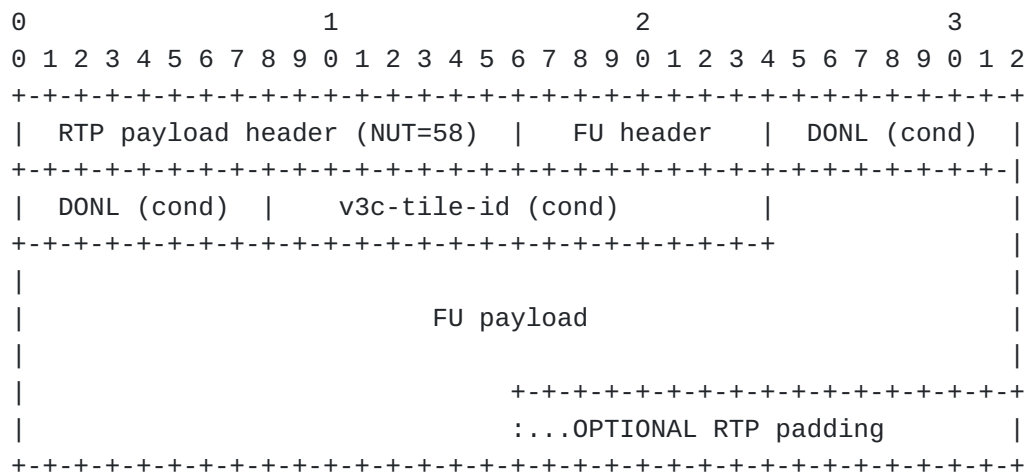 0                   1                   2                   3
0 1 2 3 4 5 6 7 8 9 0 1 2 3 4 5 6 7 8 9 0 1 2 3 4 5 6 7 8 9 0 1 2
+-+-+-+-+-+-+-+-+-+-+-+-+-+-+-+-+-+-+-+-+-+-+-+-+-+-+-+-+-+-+-+-+
|  RTP payload header (NUT=58)  |   FU header   |  DONL (cond)  |
+-+-+-+-+-+-+-+-+-+-+-+-+-+-+-+-+-+-+-+-+-+-+-+-+-+-+-+-+-+-+-+-|
|  DONL (cond)  |    v3c-tile-id (cond)         |               |
+-+-+-+-+-+-+-+-+-+-+-+-+-+-+-+-+-+-+-+-+-+-+-+-+               |
|                                                               |
|                          FU payload                           |
|                                                               |
|                               +-+-+-+-+-+-+-+-+-+-+-+-+-+-+-+-+
|                               :...OPTIONAL RTP padding        |
+-+-+-+-+-+-+-+-+-+-+-+-+-+-+-+-+-+-+-+-+-+-+-+-+-+-+-+-+-+-+-+-+